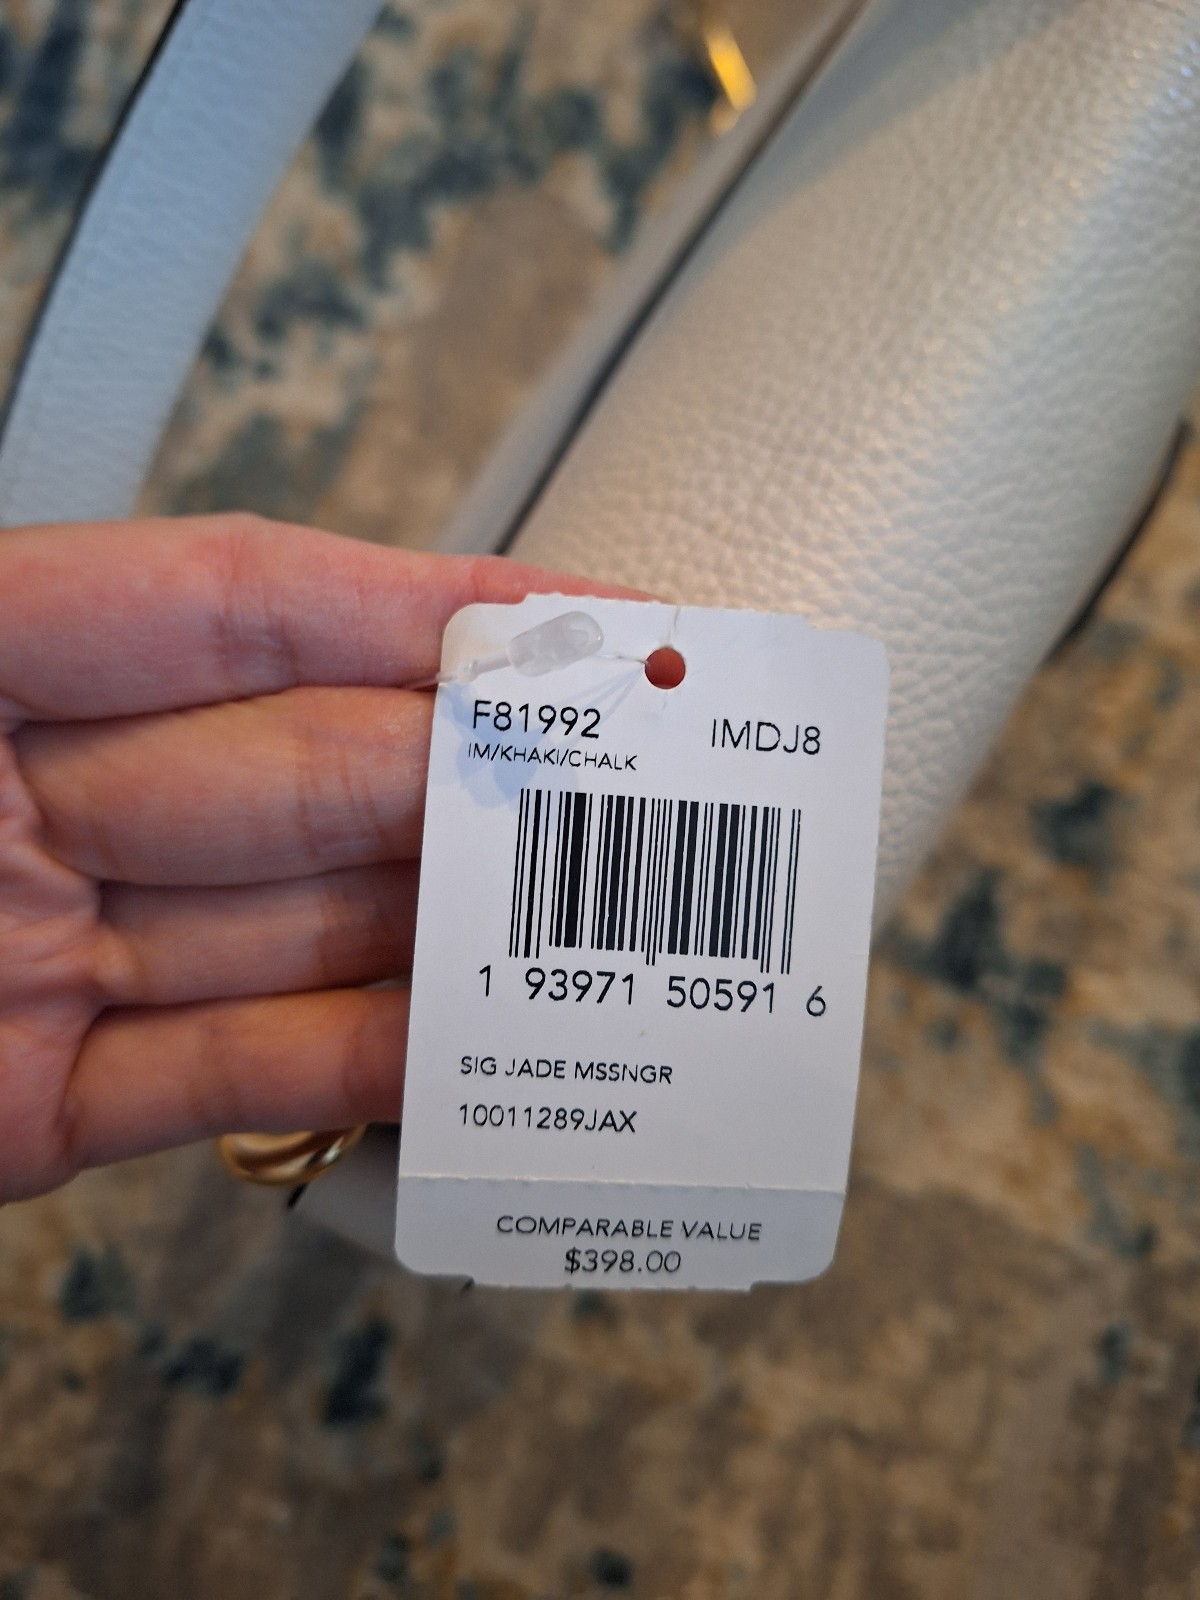 F81992 IMDJ8
IM/KHAKI/CHALK
1 93971 50591 6
SIG JADE MSSNGR
10011289JAX
COMPARABLE VALUE
$398.00